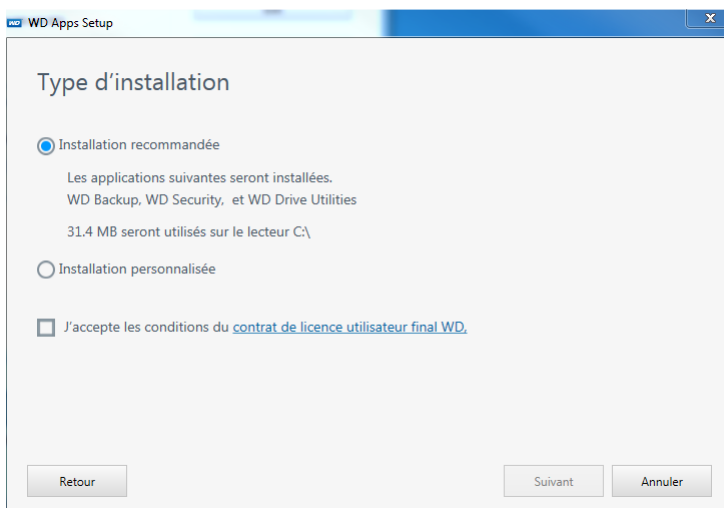 WD WD Apps Setup
Type d'installation
Installation recommandée
Les applications suivantes seront installées.
WD Backup, WD Security, et WD Drive Utilities
31.4 MB seront utilisés sur le lecteur C:\
Installation personnalisée
J'accepte les conditions du contrat de licence utilisateur final WD.
Retour
Suivant
Annuler